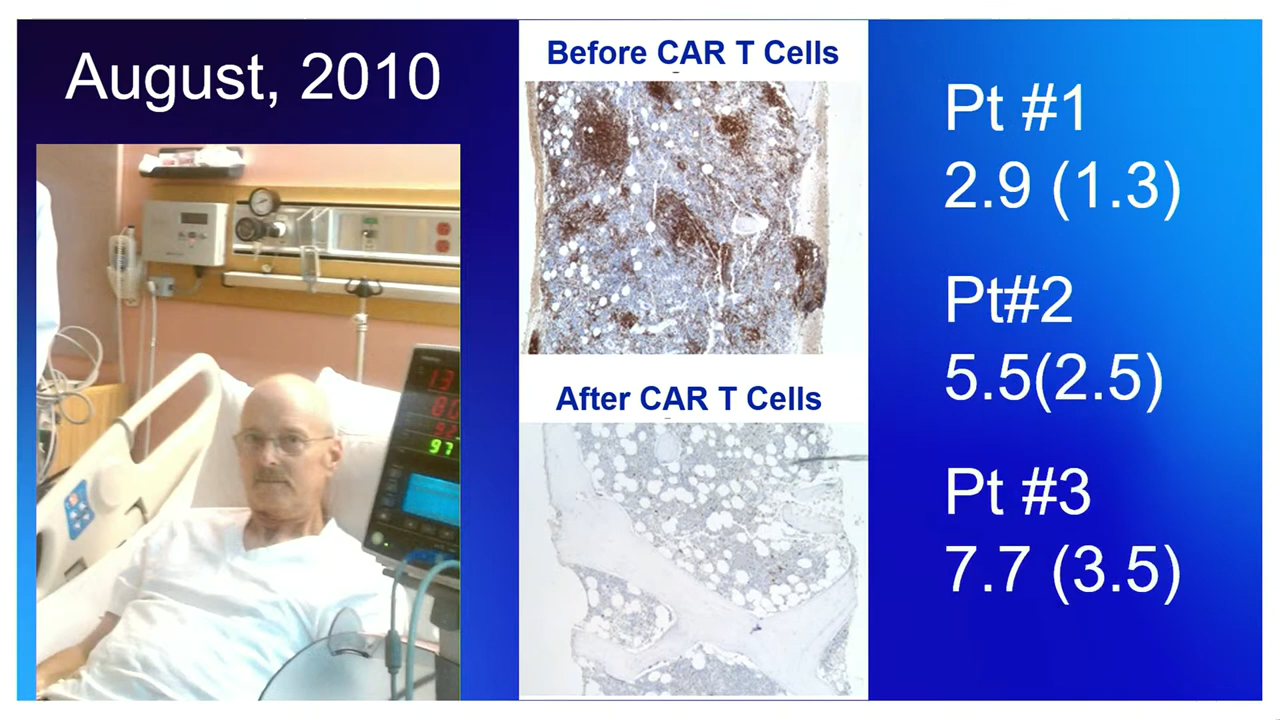 August, 2010
Before CAR T Cells
After CAR T Cells
Pt #1
2.9 (1.3)
Pt#2
5.5(2.5)
Pt #3
7.7 (3.5)
97